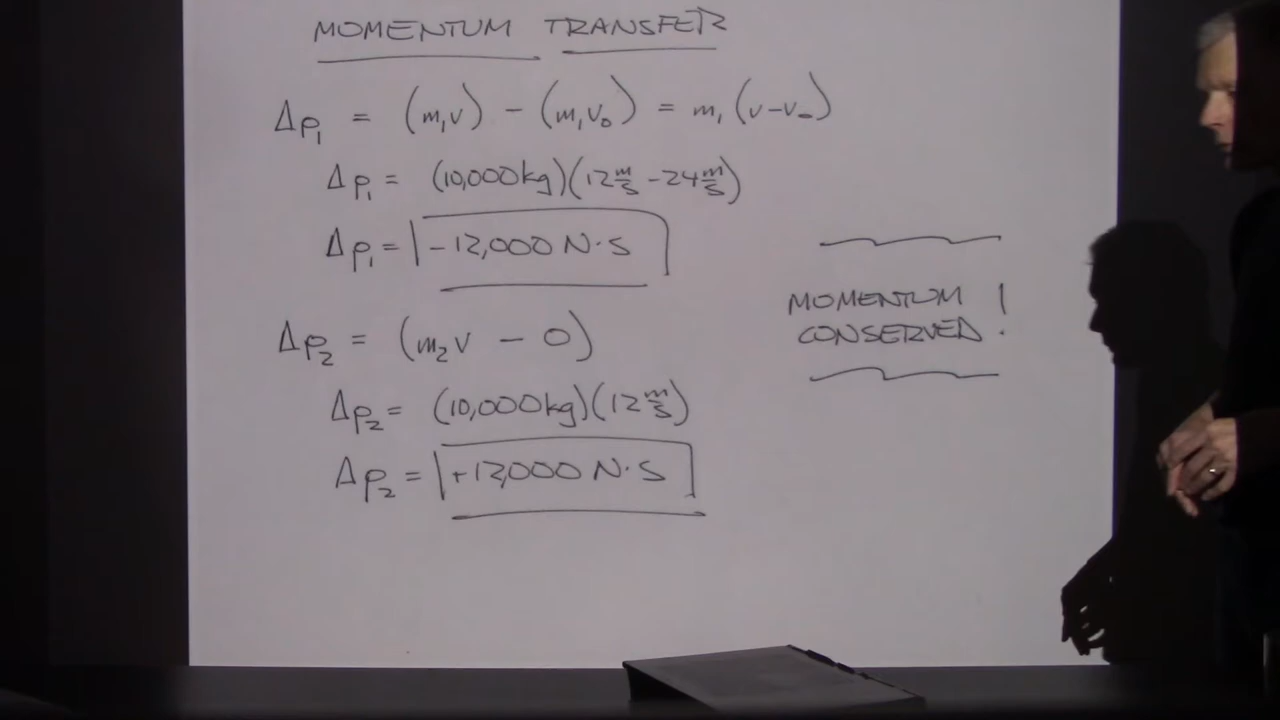 MOMENTUM TRANSFER
Δp₁ = (m₁v) − (m₁v₀) = m₁(v−v₀)
Δp₁ = (10,000kg)(12 m/s − 24 m/s)
Δp₁ = −12,000 N·S
MOMENTUM !
CONSERVED
Δp₂ = (m₂v − 0)
Δp₂ = (10,000kg)(12 m/s)
Δp₂ = +12,000 N·S